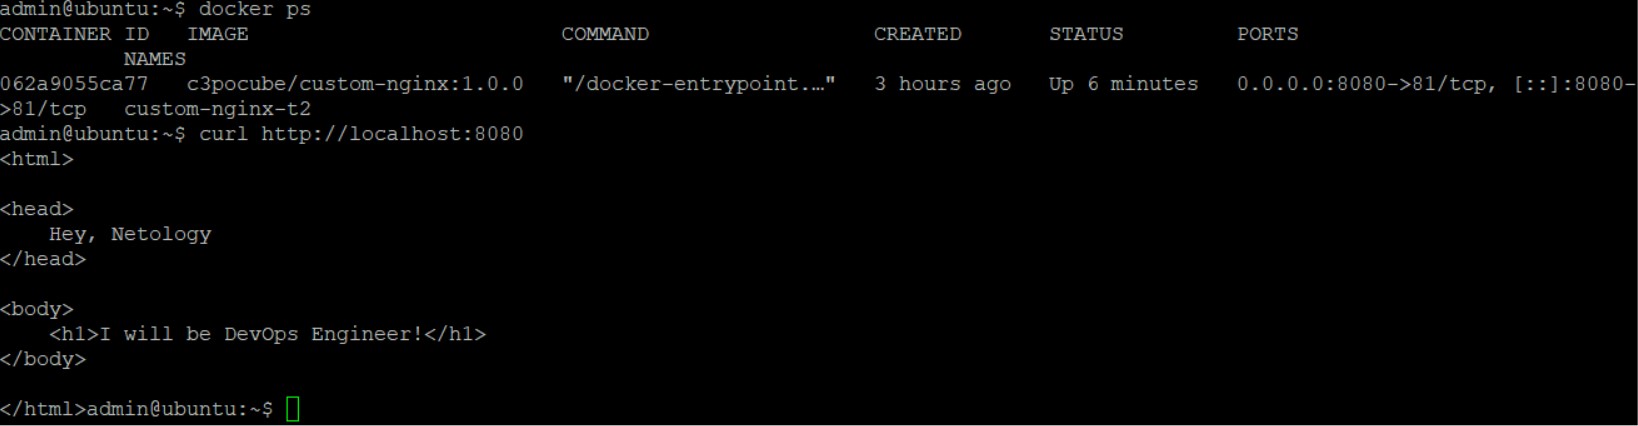 admin@ubuntu:~$ docker ps
CONTAINER ID   IMAGE                         COMMAND                  CREATED       STATUS         PORTS
          NAMES
062a9055ca77   c3pocube/custom-nginx:1.0.0   "/docker-entrypoint.…"   3 hours ago   Up 6 minutes   0.0.0.0:8080->81/tcp, [::]:8080-
>81/tcp   custom-nginx-t2
admin@ubuntu:~$ curl http://localhost:8080
<html>
<head>
    Hey, Netology
</head>
<body>
    <h1>I will be DevOps Engineer!</h1>
</body>
</html>admin@ubuntu:~$